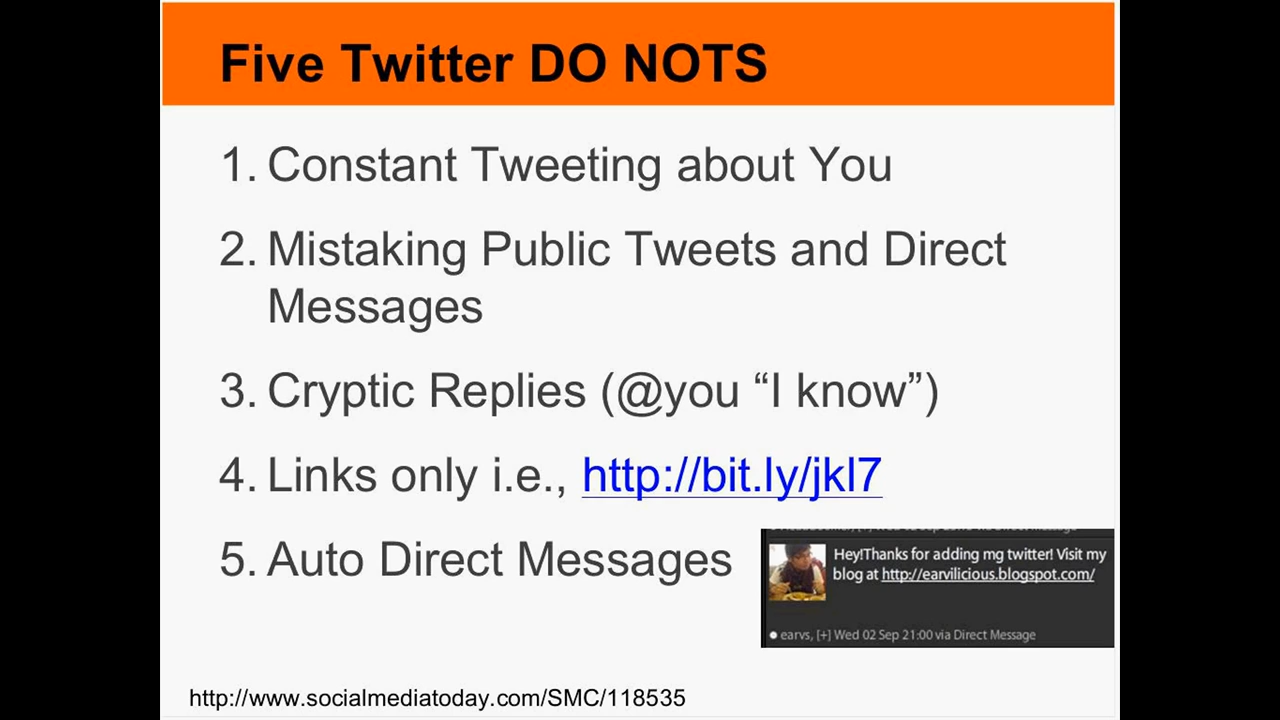 Five Twitter DO NOTS
1. Constant Tweeting about You
2. Mistaking Public Tweets and Direct
Messages
3. Cryptic Replies (@you “I know”)
4. Links only i.e., http://bit.ly/jkl7
5. Auto Direct Messages
Hey!Thanks for adding mg twitter! Visit my
blog at http://earvilicious.blogspot.com/
earvs, [+] Wed 02 Sep 21:00 via Direct Message
http://www.socialmediatoday.com/SMC/118535